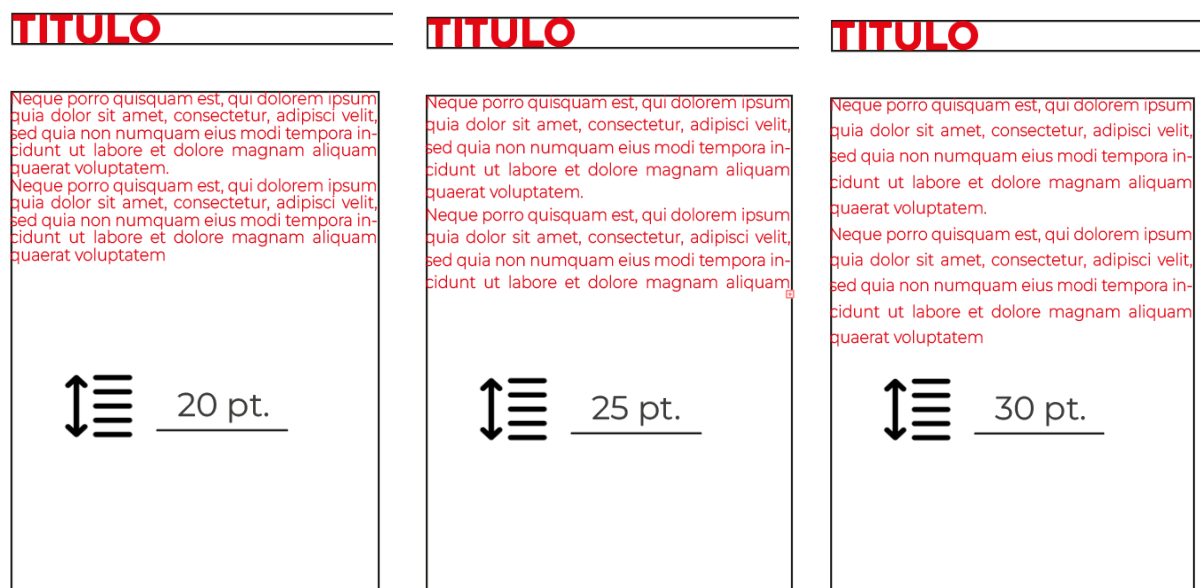 TITULO
Neque porro quisquam est, qui dolorem ipsum
quia dolor sit amet, consectetur, adipisci velit,
sed quia non numquam eius modi tempora in-
cidunt ut labore et dolore magnam aliquam
quaerat voluptatem.
Neque porro quisquam est, qui dolorem ipsum
quia dolor sit amet, consectetur, adipisci velit,
sed quia non numquam eius modi tempora in-
cidunt ut labore et dolore magnam aliquam
quaerat voluptatem
20 pt.
TITULO
Neque porro quisquam est, qui dolorem ipsum
quia dolor sit amet, consectetur, adipisci velit,
sed quia non numquam eius modi tempora in-
cidunt ut labore et dolore magnam aliquam
quaerat voluptatem.
Neque porro quisquam est, qui dolorem ipsum
quia dolor sit amet, consectetur, adipisci velit,
sed quia non numquam eius modi tempora in-
cidunt ut labore et dolore magnam aliquam
25 pt.
TITULO
Neque porro quisquam est, qui dolorem ipsum
quia dolor sit amet, consectetur, adipisci velit,
sed quia non numquam eius modi tempora in-
cidunt ut labore et dolore magnam aliquam
quaerat voluptatem.
Neque porro quisquam est, qui dolorem ipsum
quia dolor sit amet, consectetur, adipisci velit,
sed quia non numquam eius modi tempora in-
cidunt ut labore et dolore magnam aliquam
quaerat voluptatem
30 pt.